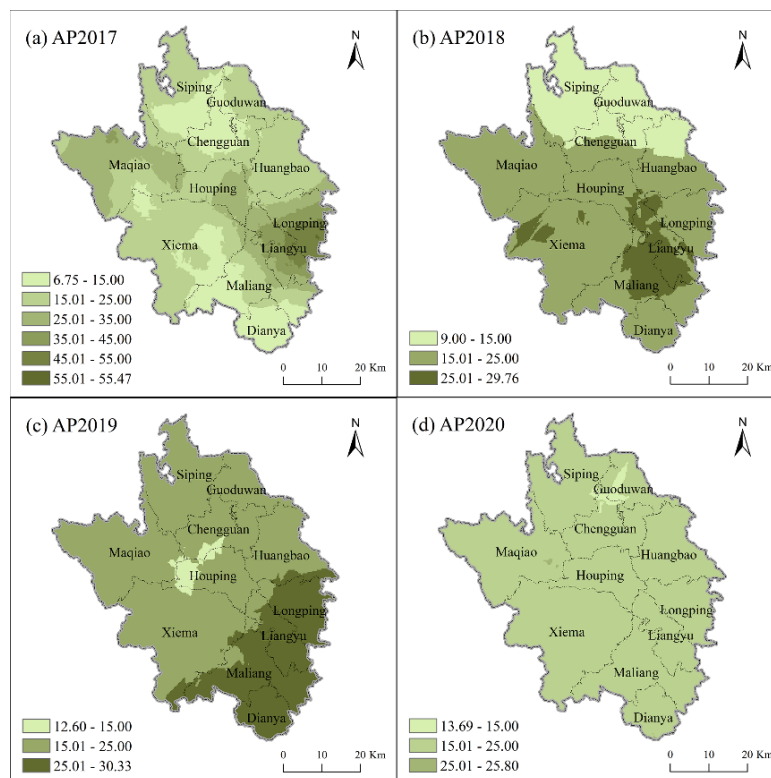 (a) AP2017
N
Siping
Guoduwan
Chengguan
Maqiao
Huangbao
Houping
Longping
Xiema
Liangyu
Maliang
Dianya
6.75 - 15.00
15.01 - 25.00
25.01 - 35.00
35.01 - 45.00
45.01 - 55.00
55.01 - 55.47
0 10 20 Km
(b) AP2018
N
Siping
Guoduwan
Chengguan
Maqiao
Huangbao
Houping
Longping
Xiema
Liangyu
Maliang
Dianya
9.00 - 15.00
15.01 - 25.00
25.01 - 29.76
0 10 20 Km
(c) AP2019
N
Siping
Guoduwan
Chengguan
Maqiao
Huangbao
Houping
Longping
Xiema
Liangyu
Maliang
Dianya
12.60 - 15.00
15.01 - 25.00
25.01 - 30.33
0 10 20 Km
(d) AP2020
N
Siping
Guoduwan
Chengguan
Maqiao
Huangbao
Houping
Longping
Xiema
Liangyu
Maliang
Dianya
13.69 - 15.00
15.01 - 25.00
25.01 - 25.80
0 10 20 Km